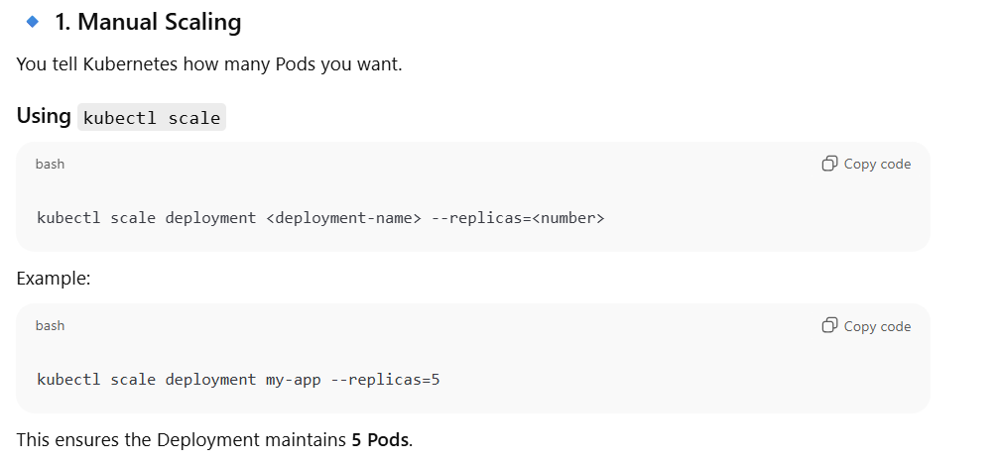 1. Manual Scaling
You tell Kubernetes how many Pods you want.
Using kubectl scale
bash Copy code
kubectl scale deployment <deployment-name> --replicas=<number>
Example:
bash Copy code
kubectl scale deployment my-app --replicas=5
This ensures the Deployment maintains 5 Pods.